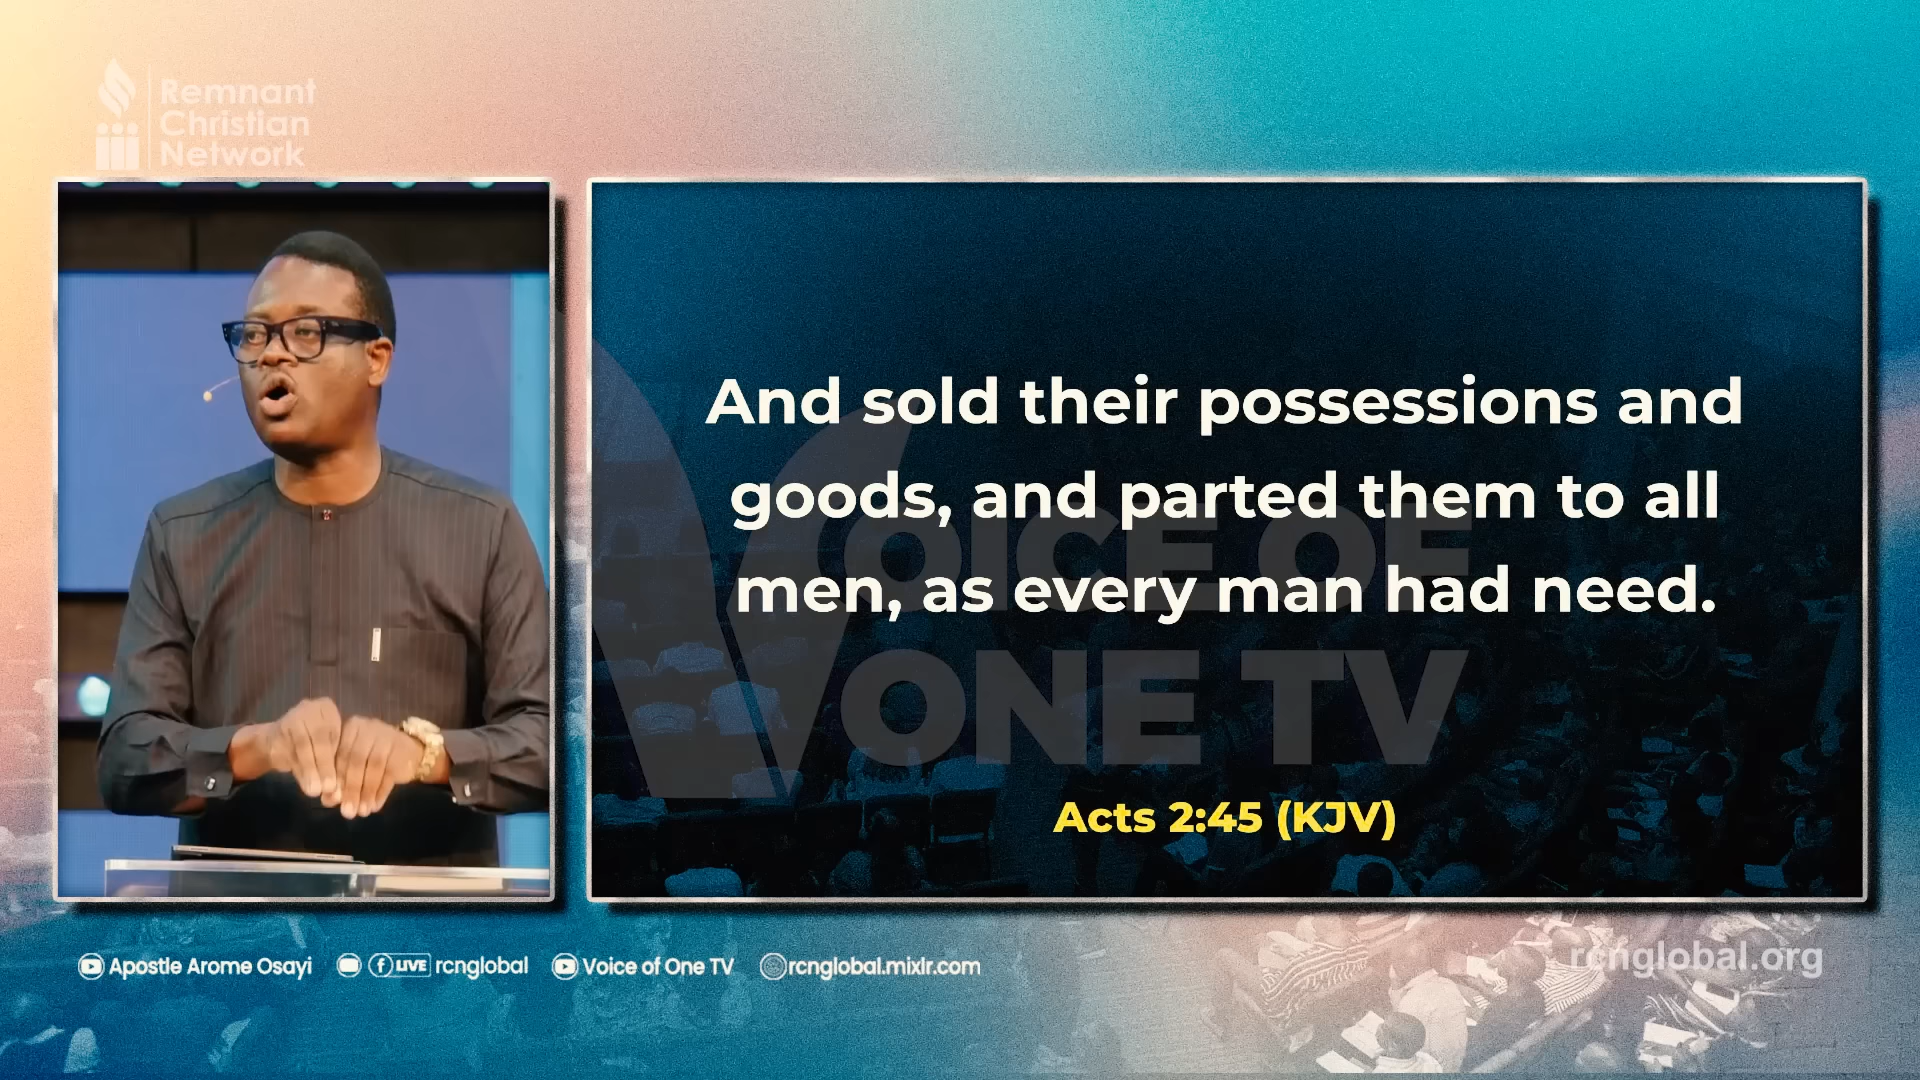 Remnant
Christian
Network
And sold their possessions and
goods, and parted them to all
men, as every man had need.
VOICE OF
ONE TV
Acts 2:45 (KJV)
Apostle Arome Osayi
LIVE rcnglobal
Voice of One TV
rcnglobal.mixlr.com
rcnglobal.org